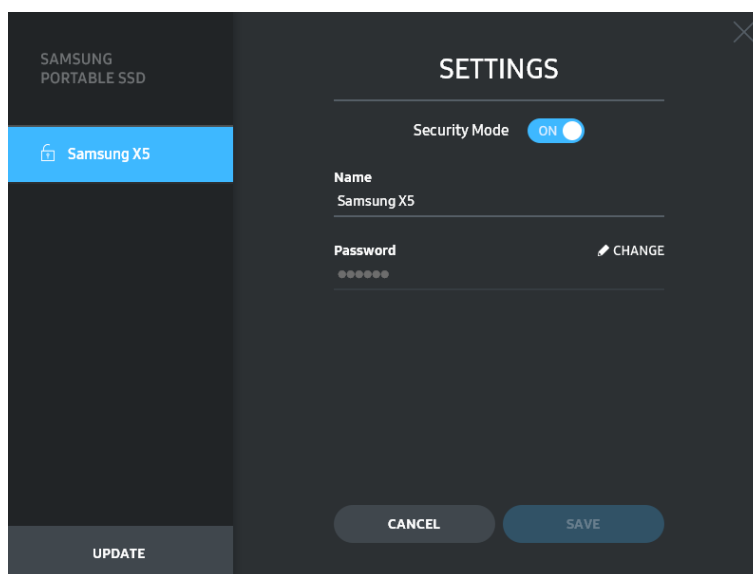 SAMSUNG
PORTABLE SSD
Samsung X5
UPDATE
SETTINGS
Security Mode ON
Name
Samsung X5
Password CHANGE
●●●●●●
CANCEL SAVE